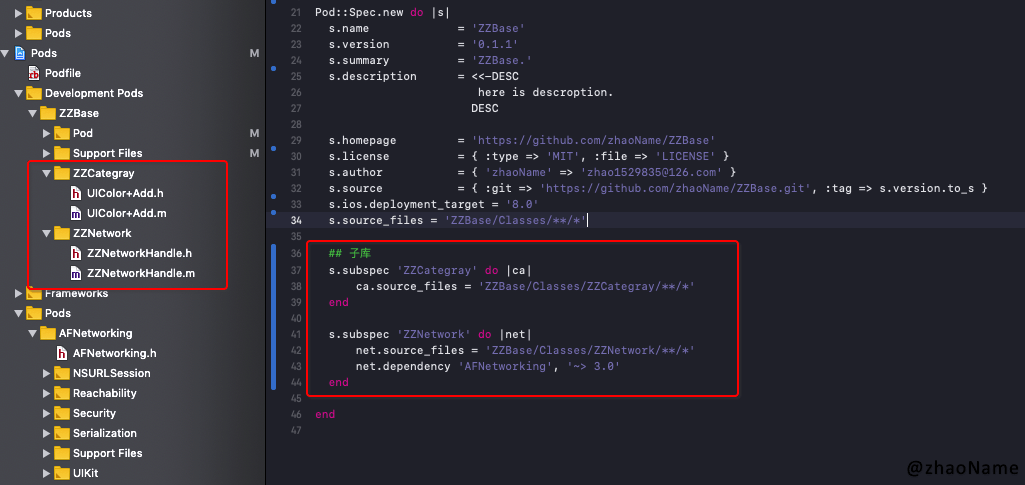 Products
Pods
Pods M
Podfile
Development Pods
ZZBase
Pod M
Support Files M
ZZCategray
UIColor+Add.h
UIColor+Add.m
ZZNetwork
ZZNetworkHandle.h
ZZNetworkHandle.m
Frameworks
Pods
AFNetworking
AFNetworking.h
NSURLSession
Reachability
Security
Serialization
Support Files
UIKit
21 Pod::Spec.new do |s|
22 s.name = 'ZZBase'
23 s.version = '0.1.1'
24 s.summary = 'ZZBase.'
25 s.description = <<-DESC
26 here is descroption.
27 DESC
28
29 s.homepage = 'https://github.com/zhaoName/ZZBase'
30 s.license = { :type => 'MIT', :file => 'LICENSE' }
31 s.author = { 'zhaoName' => 'zhao1529835@126.com' }
32 s.source = { :git => 'https://github.com/zhaoName/ZZBase.git', :tag => s.version.to_s }
33 s.ios.deployment_target = '8.0'
34 s.source_files = 'ZZBase/Classes/**/*'
35
36 ## 子库
37 s.subspec 'ZZCategray' do |ca|
38 ca.source_files = 'ZZBase/Classes/ZZCategray/**/*'
39 end
40
41 s.subspec 'ZZNetwork' do |net|
42 net.source_files = 'ZZBase/Classes/ZZNetwork/**/*'
43 net.dependency 'AFNetworking', '~> 3.0'
44 end
45
46 end
47
@zhaoName